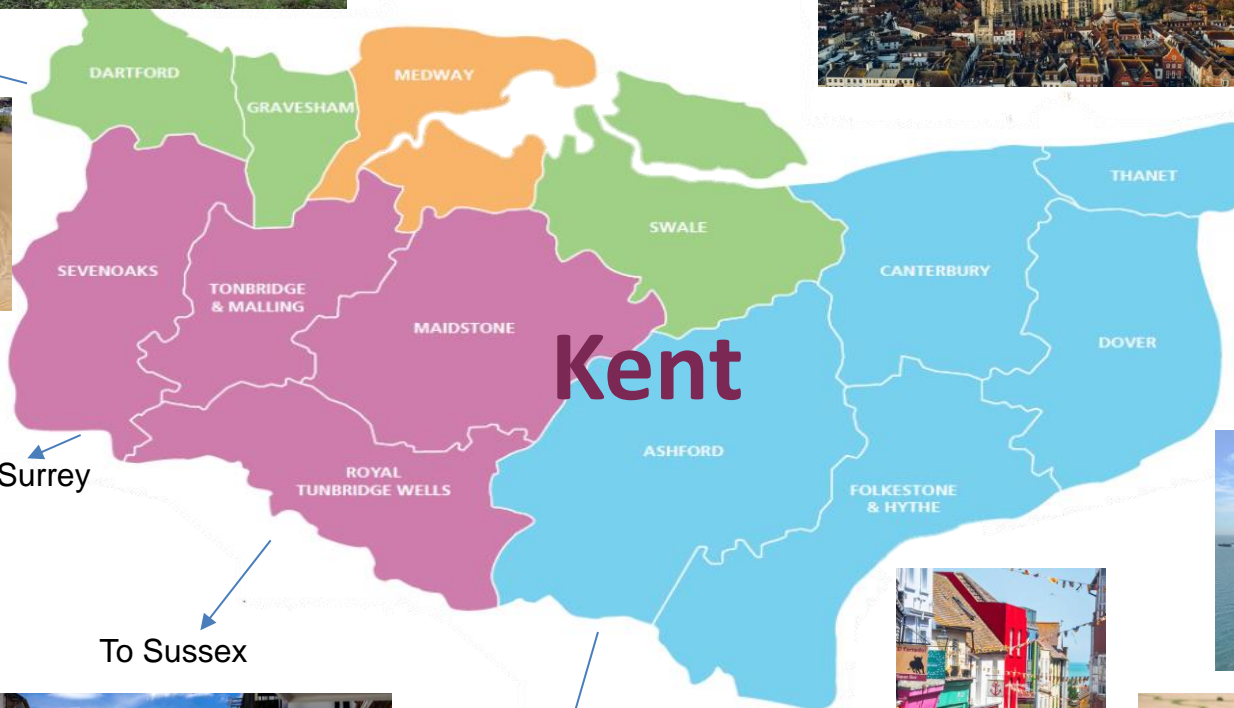 DARTFORD
MEDWAY
GRAVESHAM
THANET
SWALE
SEVENOAKS
CANTERBURY
TONBRIDGE
& MALLING
MAIDSTONE
DOVER
Kent
ASHFORD
Surrey
ROYAL
TUNBRIDGE WELLS
FOLKESTONE
& HYTHE
To Sussex